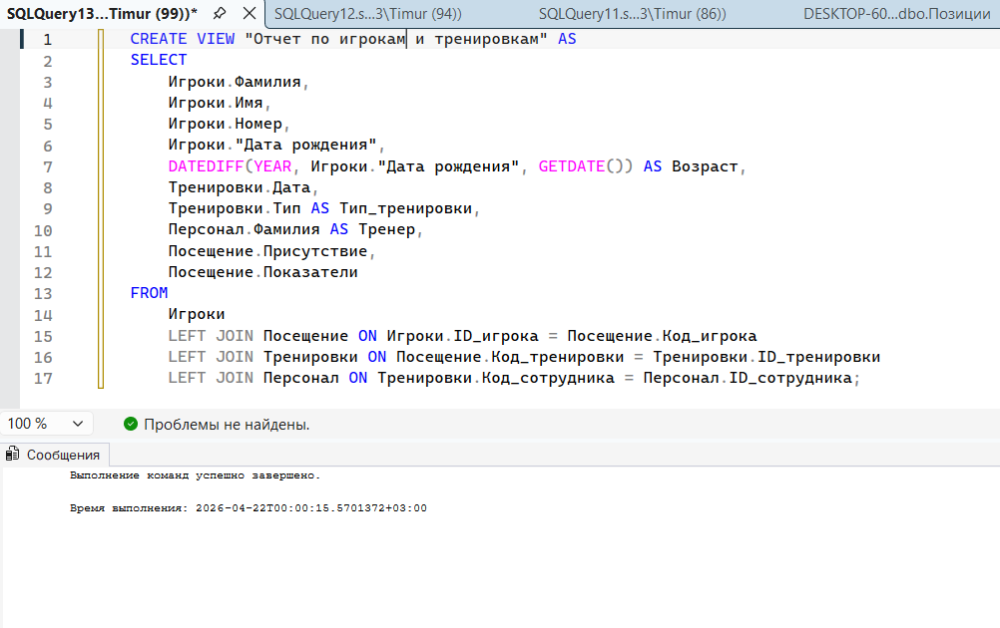 SQLQuery13...Timur (99))* SQLQuery12.s...3\Timur (94)) SQLQuery11.s...3\Timur (86)) DESKTOP-60...dbo.Позиции
1 CREATE VIEW "Отчет по игрокам и тренировкам" AS
2 SELECT
3 Игроки.Фамилия,
4 Игроки.Имя,
5 Игроки.Номер,
6 Игроки."Дата рождения",
7 DATEDIFF(YEAR, Игроки."Дата рождения", GETDATE()) AS Возраст,
8 Тренировки.Дата,
9 Тренировки.Тип AS Тип_тренировки,
10 Персонал.Фамилия AS Тренер,
11 Посещение.Присутствие,
12 Посещение.Показатели
13 FROM
14 Игроки
15 LEFT JOIN Посещение ON Игроки.ID_игрока = Посещение.Код_игрока
16 LEFT JOIN Тренировки ON Посещение.Код_тренировки = Тренировки.ID_тренировки
17 LEFT JOIN Персонал ON Тренировки.Код_сотрудника = Персонал.ID_сотрудника;
100 % Проблемы не найдены.
Сообщения
Выполнение команд успешно завершено.
Время выполнения: 2026-04-22T00:00:15.5701372+03:00